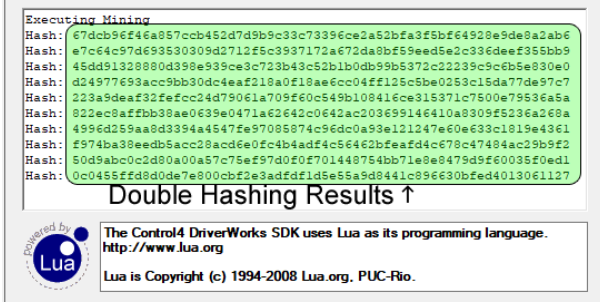 Executing Mining
Hash: 67dcb96f46a857ccb452d7d9b9c33c73396ce2a52bfa3f5bf64928e9de8a2ab6
Hash: e7c64c97d693530309d2712f5c3937172a672da8bf59eed5e2c336deef355bb9
Hash: 45dd91328880d398e939ce3c723b43c52b1b0db99b5372c22239c9c6b5e830e0
Hash: d24977693acc9bb30dc4eaf218a0f18ae6cc04ff125c5be0253c15da77de97c7
Hash: 223a9deaf32fefcc24d79061a709f60c549b108416ce315371c7500e79536a5a
Hash: 822ec8affbb38ae0639e0471a62642c0642ac203699146410a8309f5236a268a
Hash: 4996d259aa8d3394a4547fe97085874c96dc0a93e121247e60e633c1819e4361
Hash: f974ba38eedb5acc28acd6e0fc4b4adf4c56462bfeafd4c678c47484ac29b9f2
Hash: 50d9abc0c2d80a00a57c75ef97d0f0f701448754bb71e8e8479d9f60035f0ed1
Hash: 0c0455ffd8d0de7e800cbf2e3adfdf1d5e55a9d8441c896630bfed4013061127
Double Hashing Results ↑
powered by
Lua
The Control4 DriverWorks SDK uses Lua as its programming language.
http://www.lua.org
Lua is Copyright (c) 1994-2008 Lua.org, PUC-Rio.